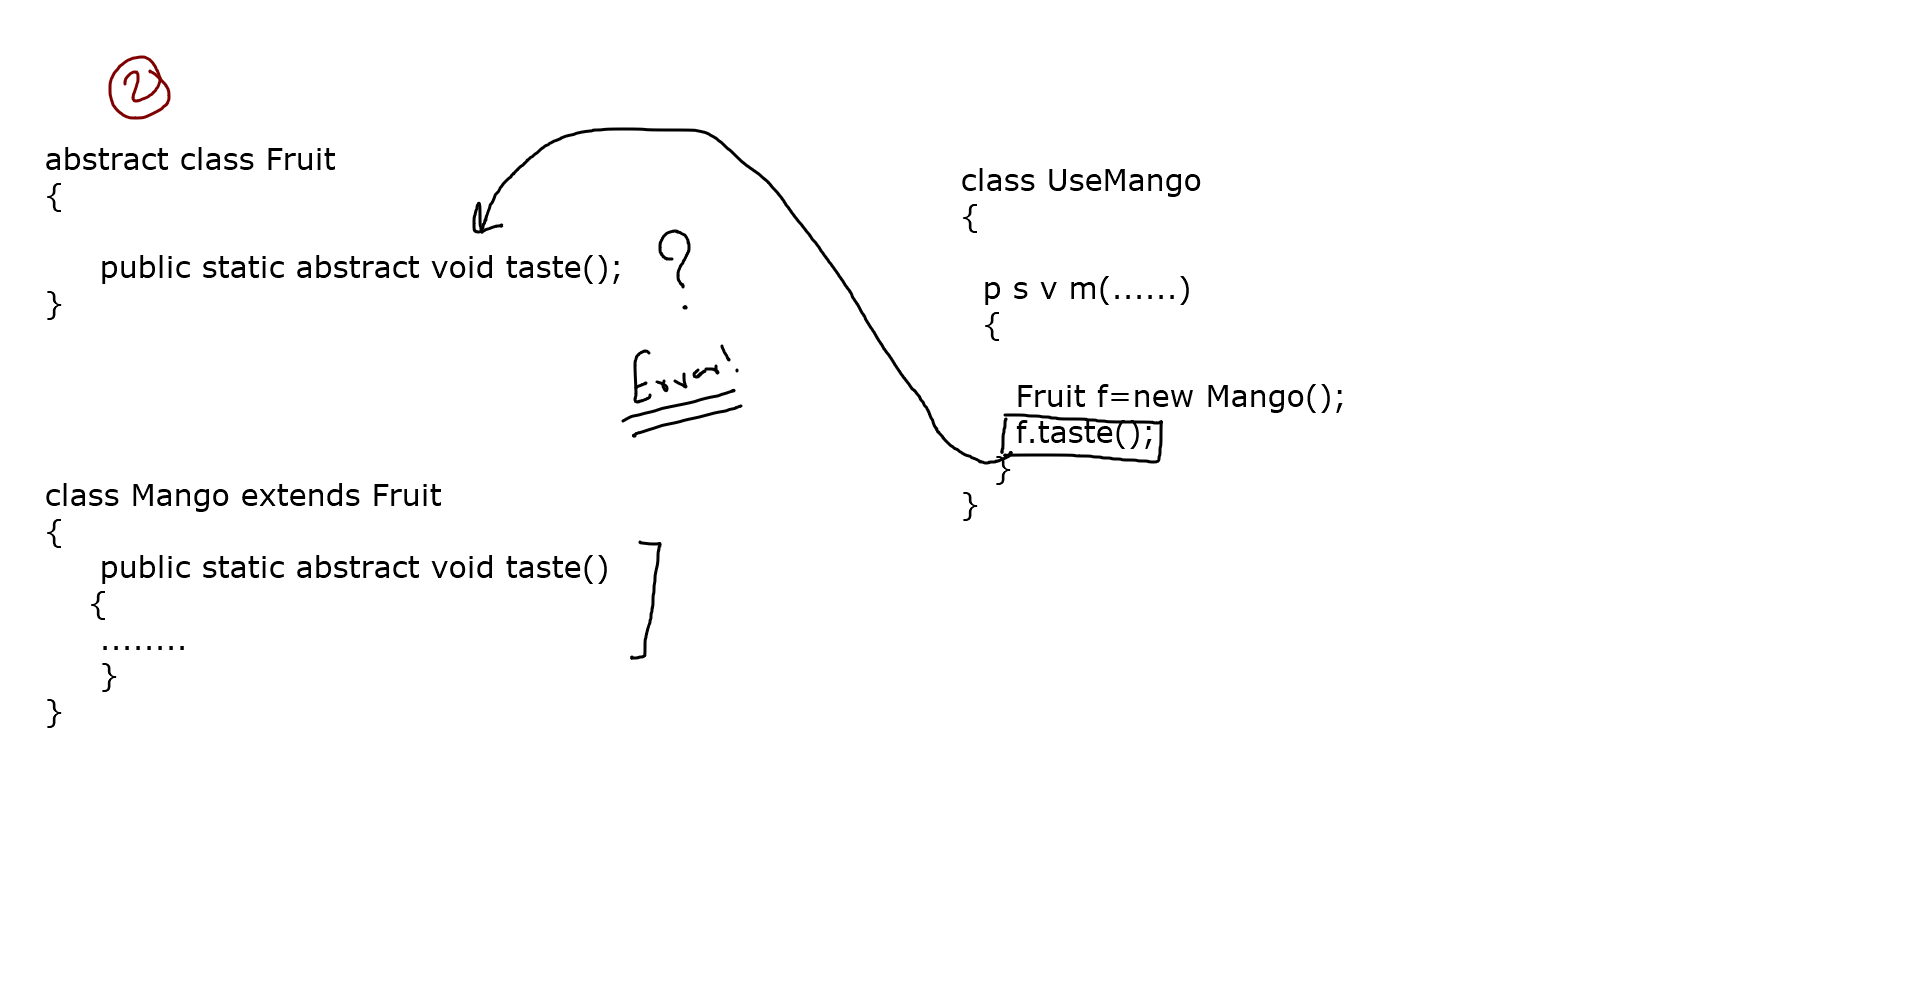 2
abstract class Fruit
{
public static abstract void taste();
}
?
Error!
class Mango extends Fruit
{
public static abstract void taste()
{
........
}
}
class UseMango
{
p s v m(......)
{
Fruit f=new Mango();
f.taste();
}
}